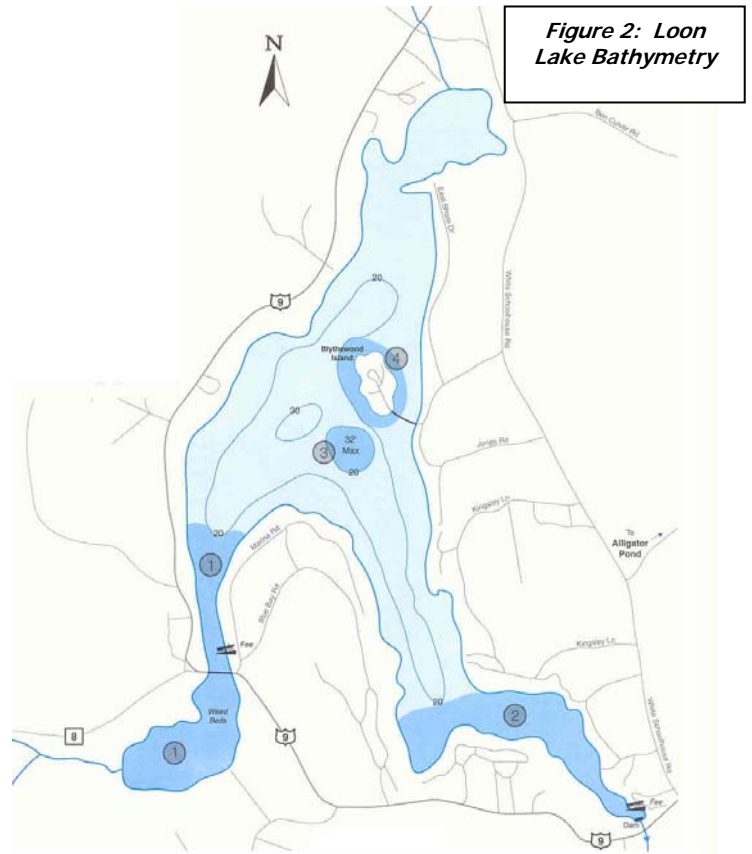 Figure 2: Loon
Lake Bathymetry
N
Ben Culver Rd
East Shore Dr
White Schoolhouse Rd
20
9
Blythewood
Island
4
30
32'
Max
3
20
Jones Rd
Kingsley Ln
To
Alligator
Pond
20
Marina Rd
1
Blue Bay Rd
Fee
Kingsley Ln
20
2
Weed
Beds
8
9
1
White Schoolhouse Rd
Fee
Dam
9